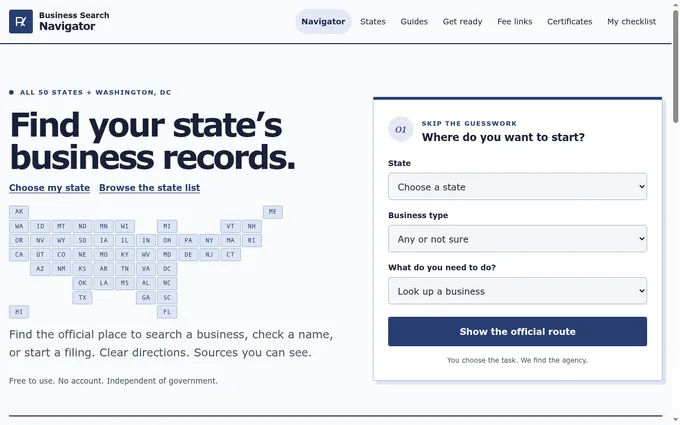 Business Search
Navigator
Navigator States Guides Get ready Fee links Certificates My checklist
ALL 50 STATES + WASHINGTON, DC
Find your state's
business records.
Choose my state Browse the state list
AK ME
WA ID MT ND MN WI MI VT NH
OR NV WY SD IA IL IN OH PA NY MA RI
CA UT CO NE MO KY WV MD DE NJ CT
AZ NM KS AR TN VA DC
OK LA MS AL NC
TX GA SC
HI FL
Find the official place to search a business, check a name,
or start a filing. Clear directions. Sources you can see.
Free to use. No account. Independent of government.
01
SKIP THE GUESSWORK
Where do you want to start?
State
Choose a state
Business type
Any or not sure
What do you need to do?
Look up a business
Show the official route
You choose the task. We find the agency.